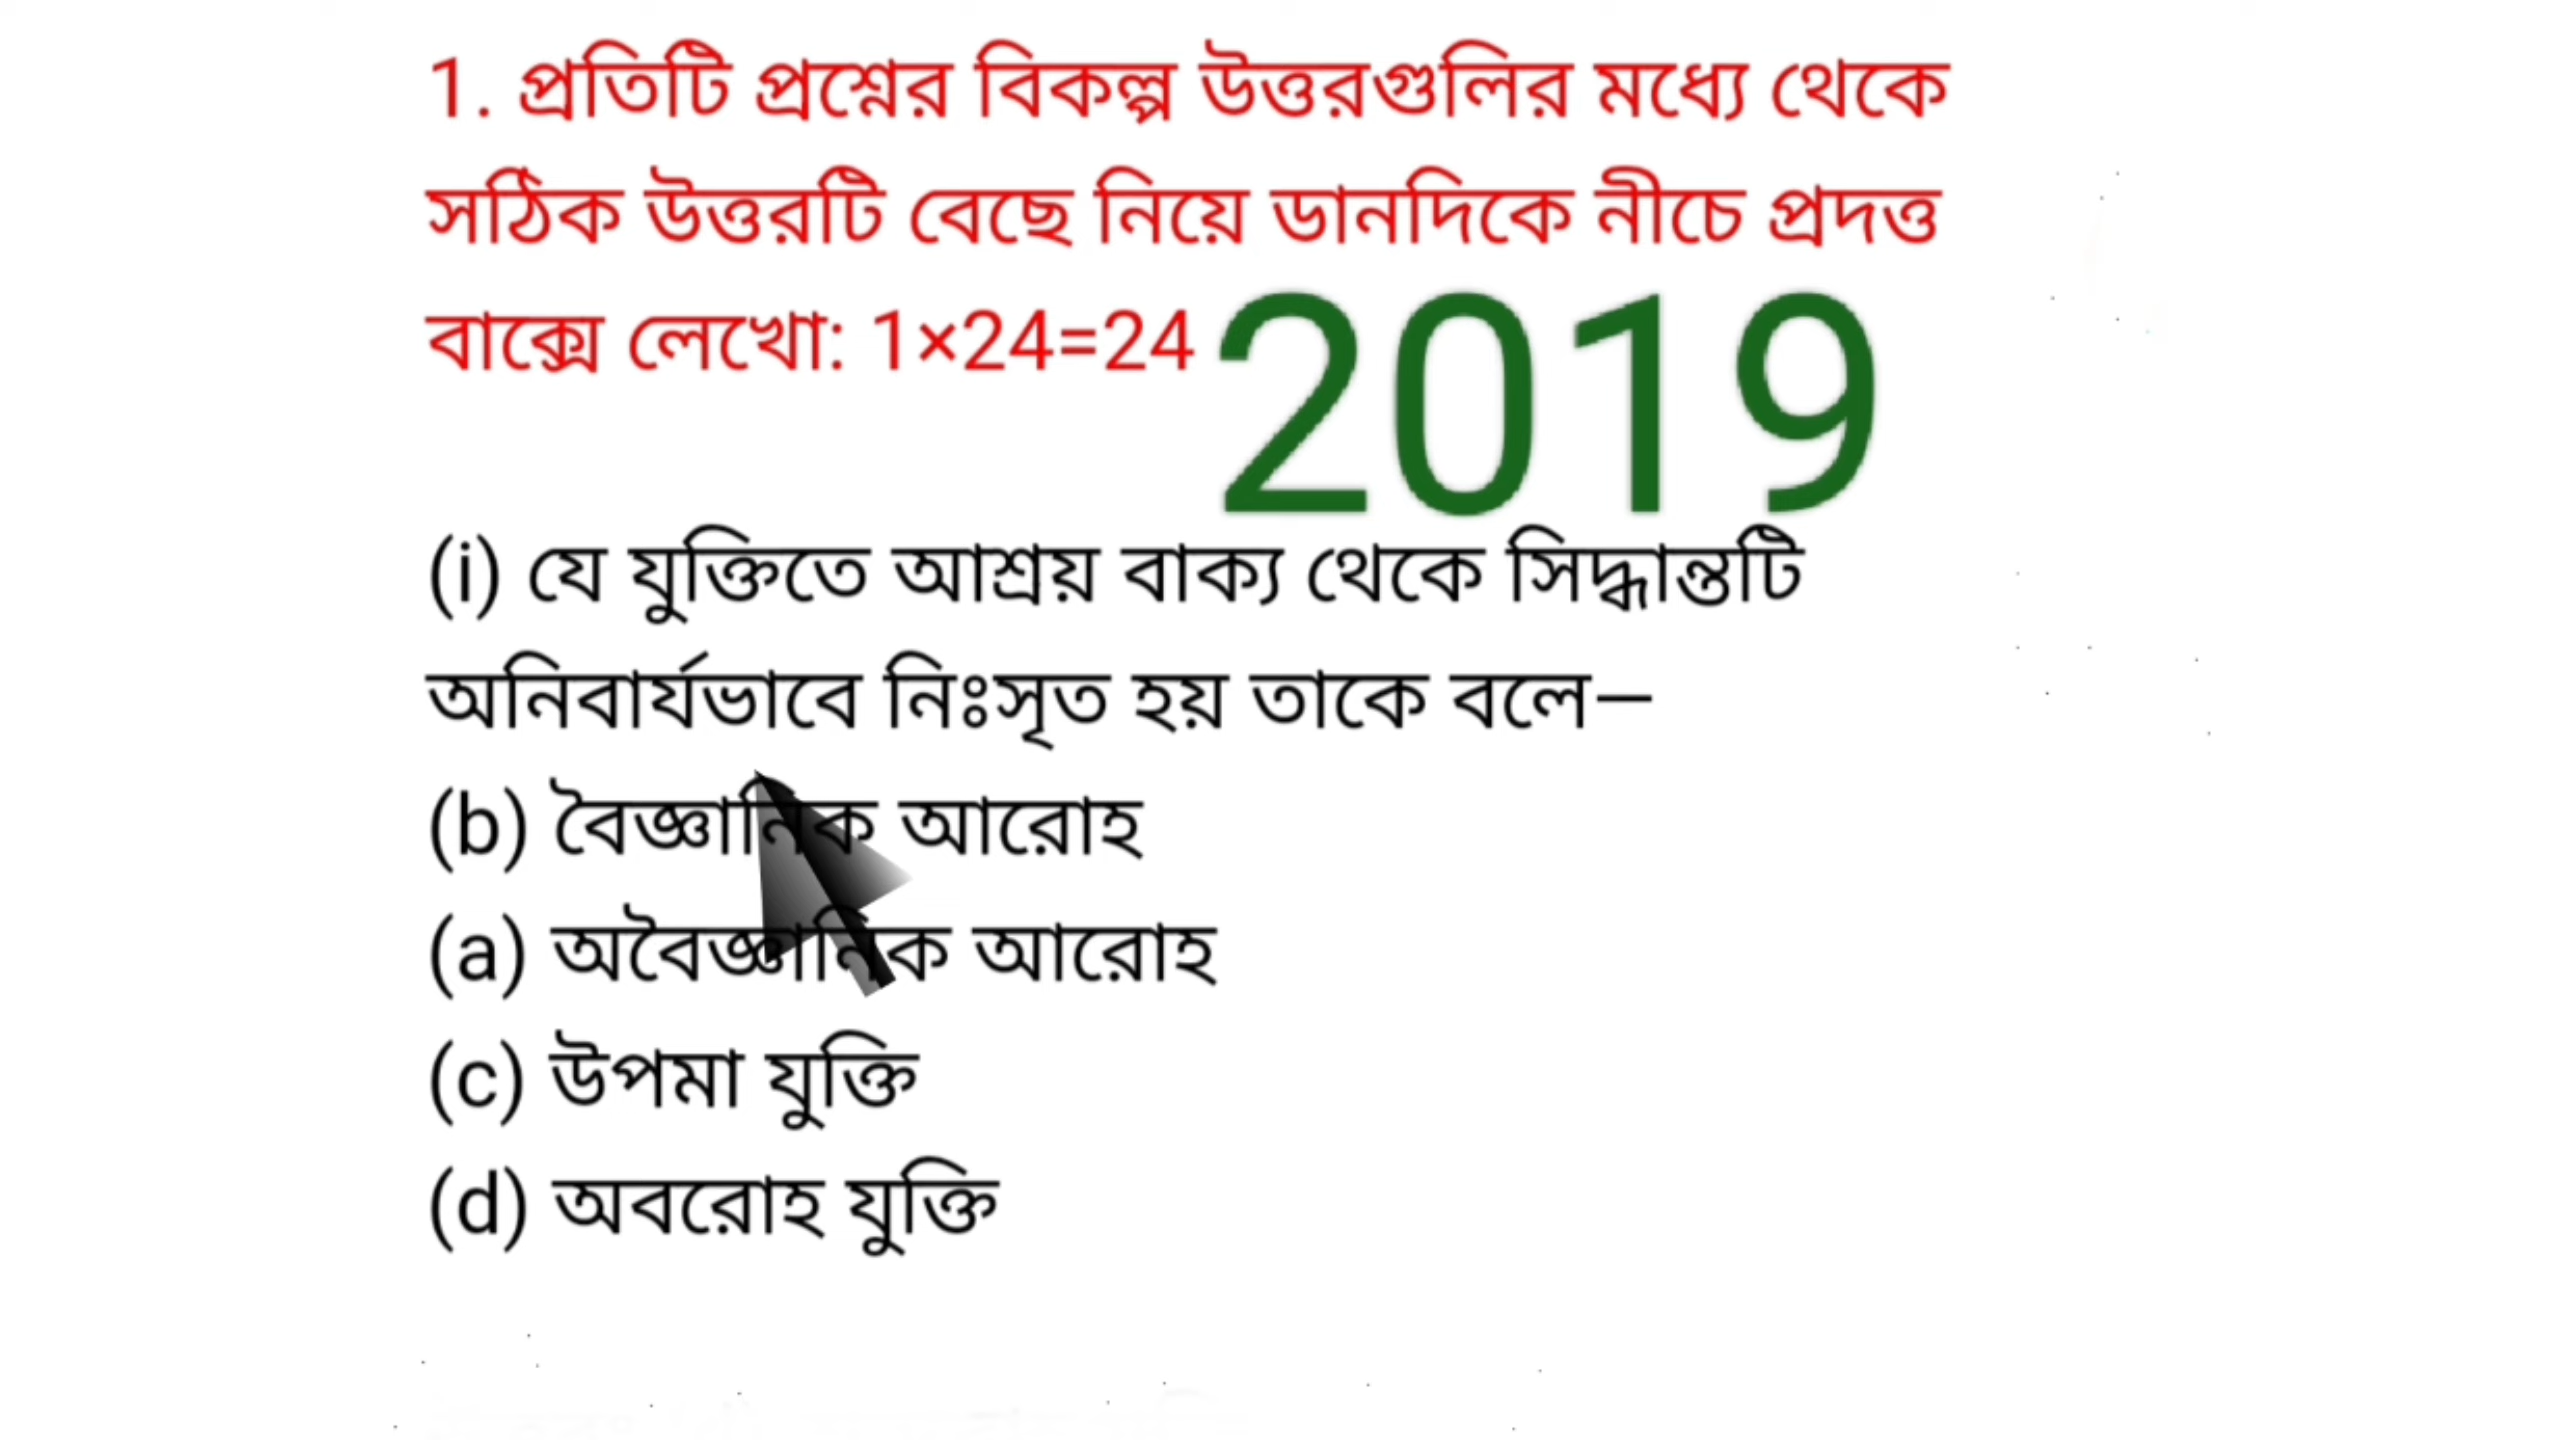 1. প্রতিটি প্রশ্নের বিকল্প উত্তরগুলির মধ্যে থেকে
সঠিক উত্তরটি বেছে নিয়ে ডানদিকে নীচে প্রদত্ত
বাক্সে লেখো: 1×24=24 2019
(i) যে যুক্তিতে আশ্রয় বাক্য থেকে সিদ্ধান্তটি
অনিবার্যভাবে নিঃসৃত হয় তাকে বলে—
(b) বৈজ্ঞানিক আরোহ
(a) অবৈজ্ঞানিক আরোহ
(c) উপমা যুক্তি
(d) অবরোহ যুক্তি